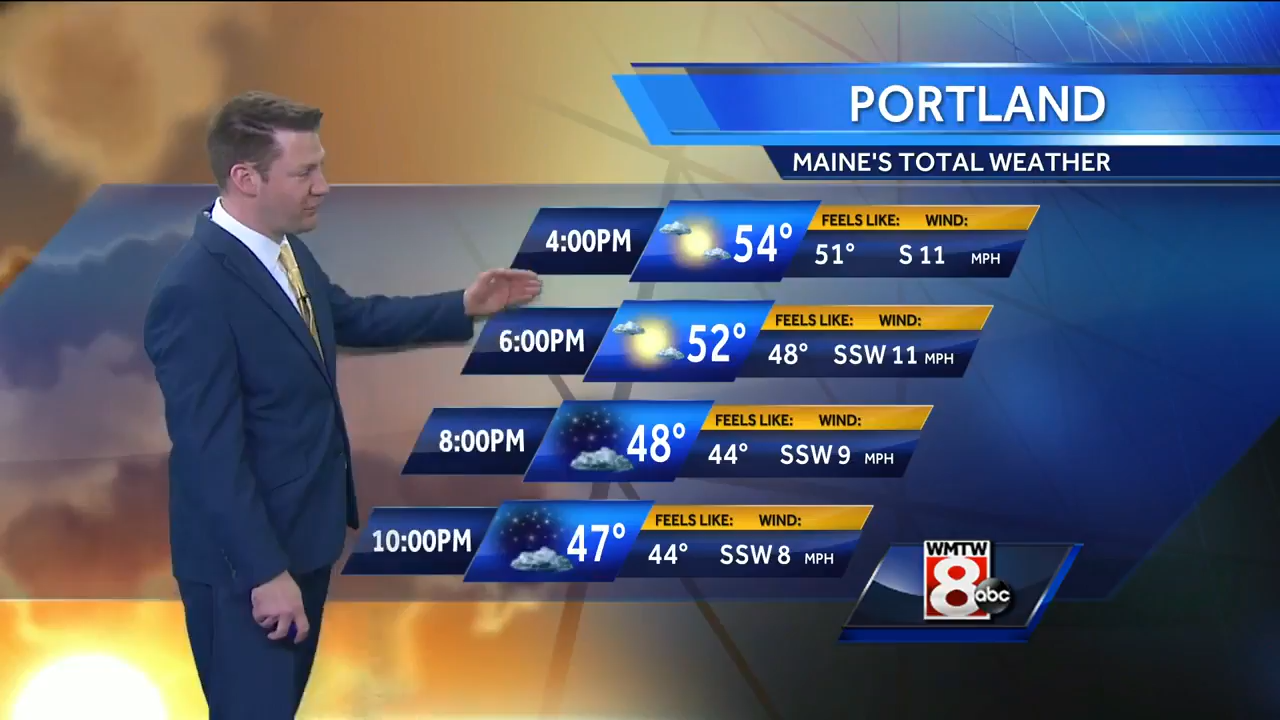 PORTLAND
MAINE'S TOTAL WEATHER
4:00PM 54° FEELS LIKE: WIND:
51° S 11 MPH
6:00PM 52° FEELS LIKE: WIND:
48° SSW 11 MPH
8:00PM 48° FEELS LIKE: WIND:
44° SSW 9 MPH
10:00PM 47° FEELS LIKE: WIND:
44° SSW 8 MPH
WMTW
8
abc